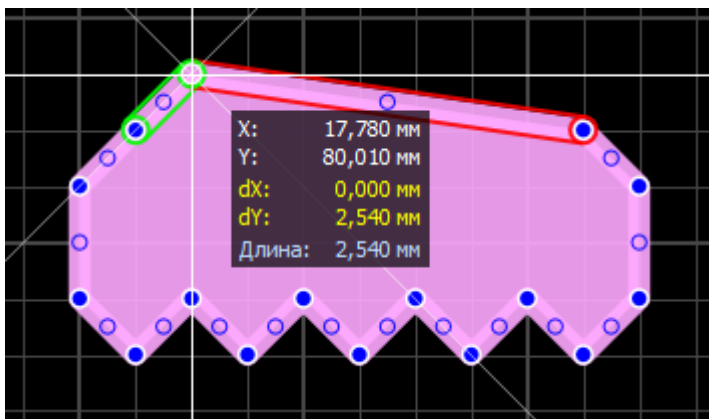 X: 17,780 мм
Y: 80,010 мм
dX: 0,000 мм
dY: 2,540 мм
Длина: 2,540 мм